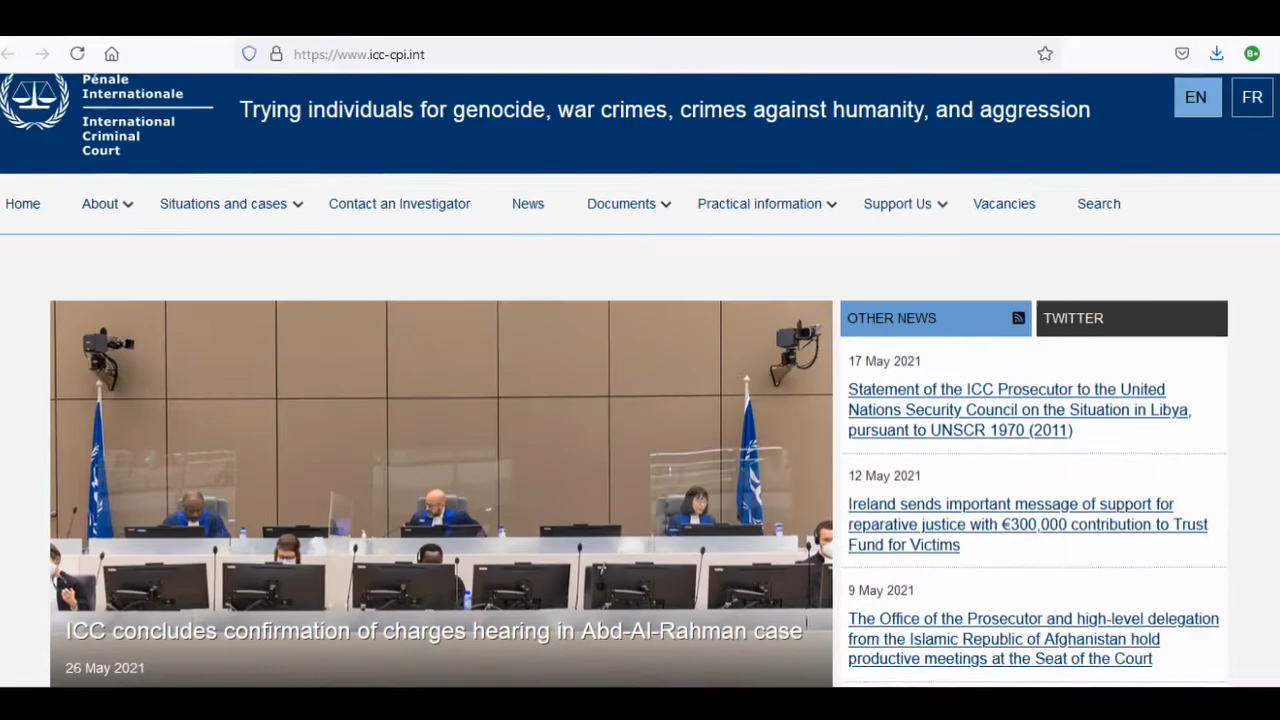 https://www.icc-cpi.int
B+
Pénale
Internationale
International
Criminal
Court
Trying individuals for genocide, war crimes, crimes against humanity, and aggression
EN
FR
Home
About
Situations and cases
Contact an Investigator
News
Documents
Practical information
Support Us
Vacancies
Search
ICC concludes confirmation of charges hearing in Abd-Al-Rahman case
26 May 2021
OTHER NEWS
TWITTER
17 May 2021
Statement of the ICC Prosecutor to the United
Nations Security Council on the Situation in Libya,
pursuant to UNSCR 1970 (2011)
12 May 2021
Ireland sends important message of support for
reparative justice with €300,000 contribution to Trust
Fund for Victims
9 May 2021
The Office of the Prosecutor and high-level delegation
from the Islamic Republic of Afghanistan hold
productive meetings at the Seat of the Court